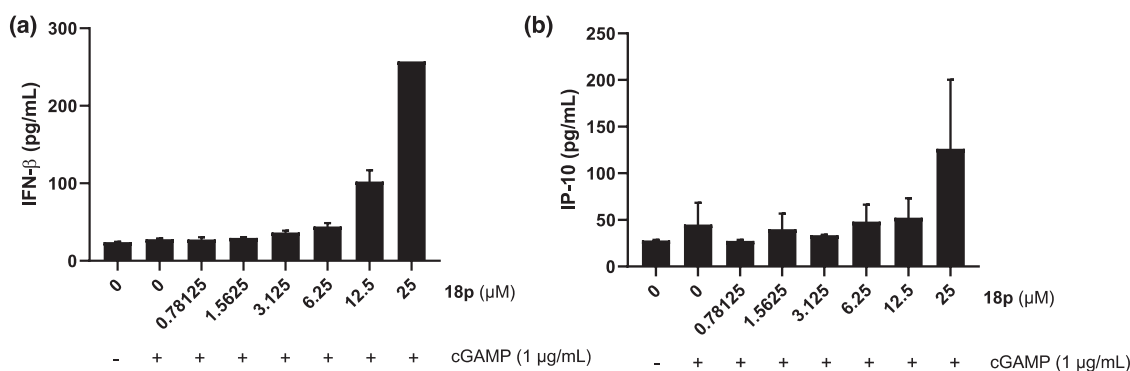 (a)
IFN-β (pg/mL)
300
200
100
0
0 0 0.78125 1.5625 3.125 6.25 12.5 25 18p (μM)
- + + + + + + + cGAMP (1 μg/mL)
(b)
IP-10 (pg/mL)
250
200
150
100
50
0
0 0 0.78125 1.5625 3.125 6.25 12.5 25 18p (μM)
- + + + + + + + cGAMP (1 μg/mL)